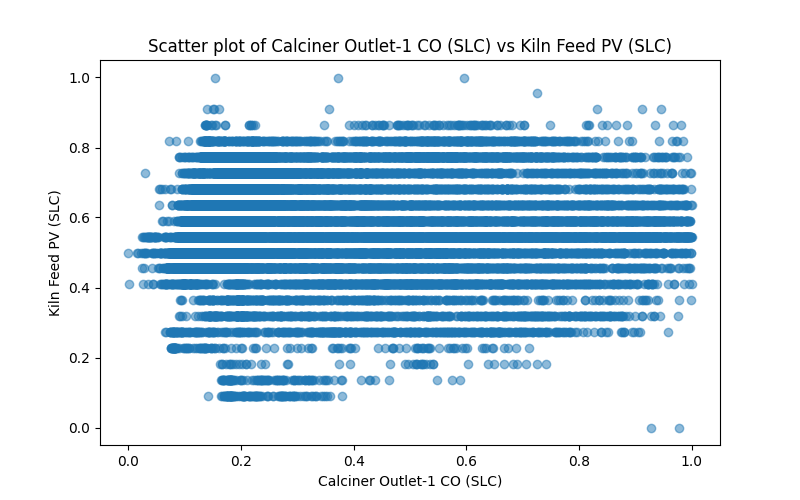 Scatter plot of Calciner Outlet-1 CO (SLC) vs Kiln Feed PV (SLC)
1.0
0.8
0.6
0.4
0.2
0.0
Kiln Feed PV (SLC)
0.0 0.2 0.4 0.6 0.8 1.0
Calciner Outlet-1 CO (SLC)